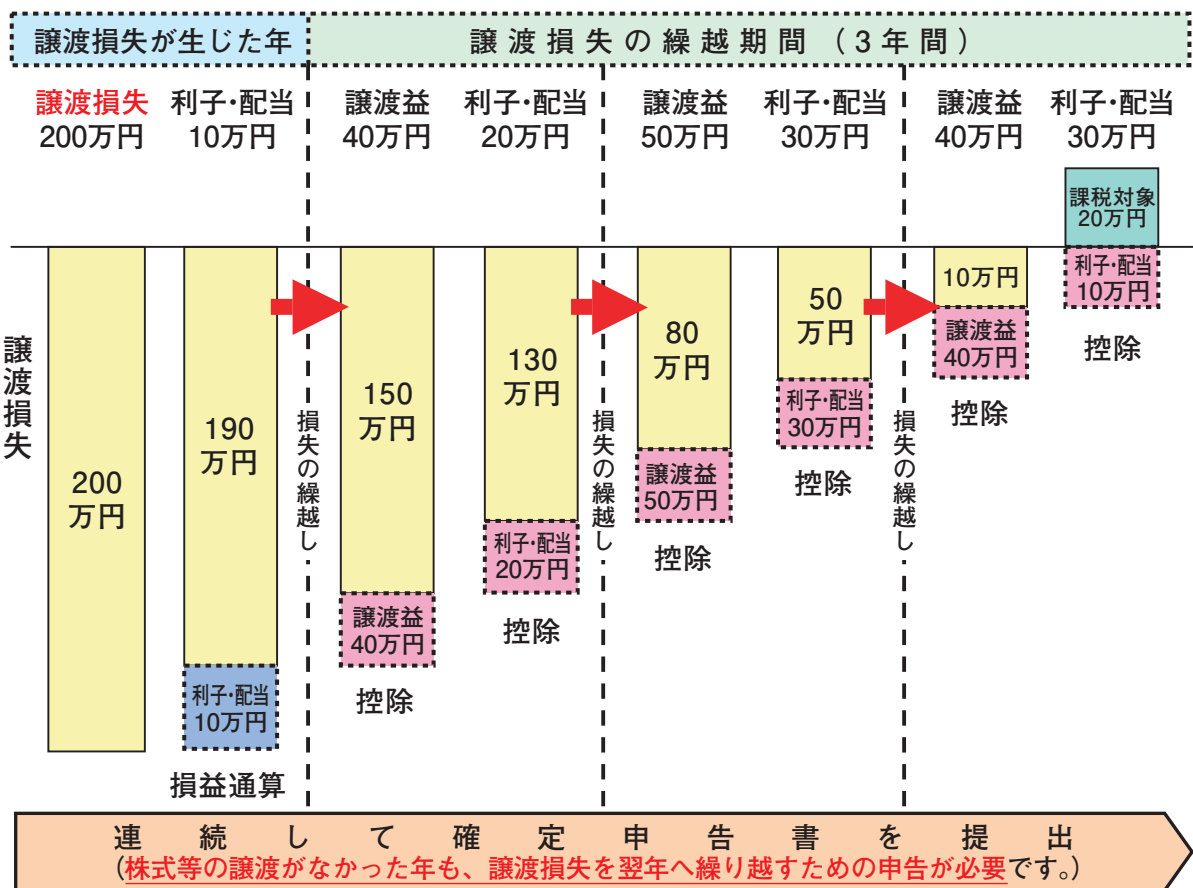 譲渡損失が生じた年
譲渡損失の繰越期間（3年間）
譲渡損失
200万円
利子・配当
10万円
譲渡益
40万円
利子・配当
20万円
譲渡益
50万円
利子・配当
30万円
譲渡益
40万円
利子・配当
30万円
譲渡損失
200
万円
190
万円
利子・配当
10万円
損益通算
損失の繰越し
150
万円
譲渡益
40万円
控除
130
万円
利子・配当
20万円
控除
損失の繰越し
80
万円
譲渡益
50万円
控除
50
万円
利子・配当
30万円
控除
損失の繰越し
10万円
譲渡益
40万円
控除
課税対象
20万円
利子・配当
10万円
控除
連続して確定申告書を提出
(株式等の譲渡がなかった年も、譲渡損失を翌年へ繰り越すための申告が必要です。)